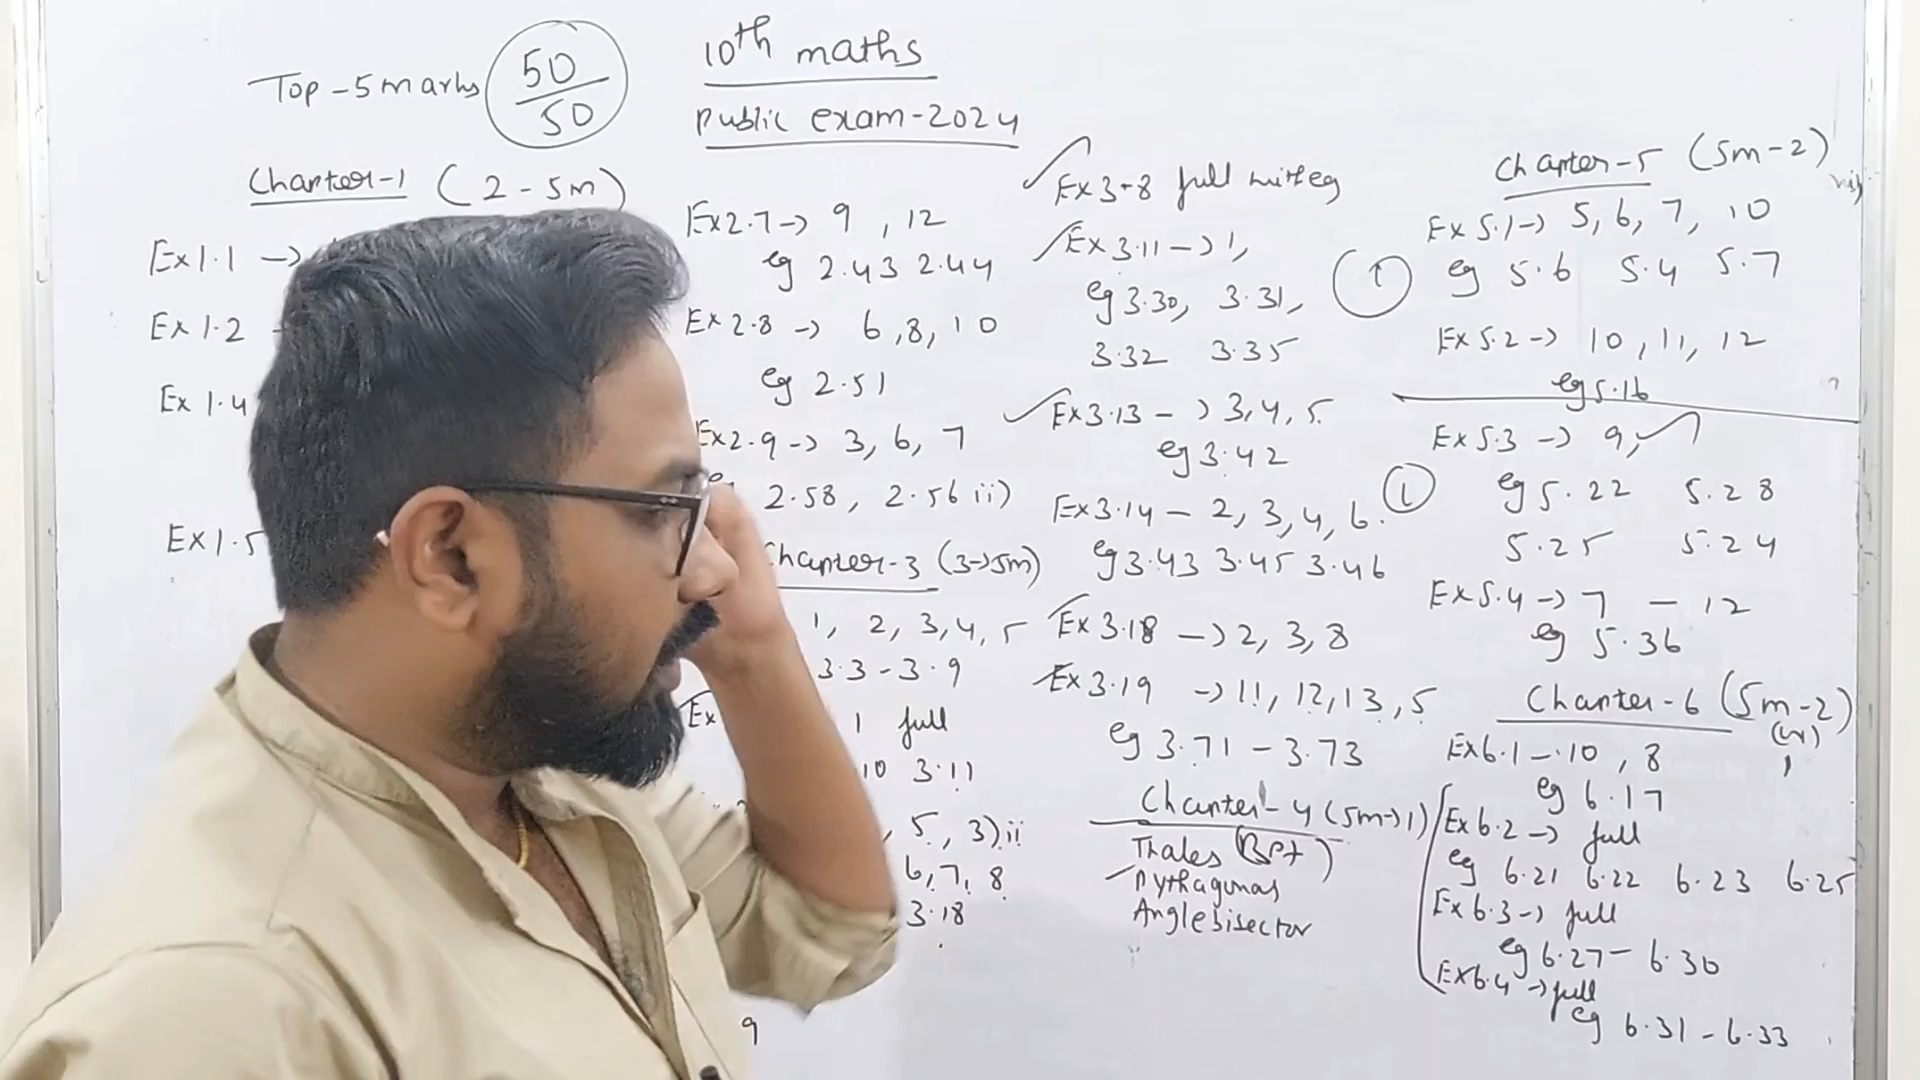 Top-5 marks 50/50
10th maths
public exam-2024
Chapter-1 (2-5m)
Ex 1.1 →
Ex 1.2
Ex 1.4
Ex 1.5
Ex 2.7 → 9, 12
eg 2.43 2.44
Ex 2.8 → 6, 8, 10
eg 2.51
Ex 2.9 → 3, 6, 7
2.58, 2.56 ii)
Chapter-3 (3→5m)
1, 2, 3, 4, 5
3.3 - 3.9
Ex 1 full
10 3.11
, 5, 3) ii
6, 7, 8
3.18
9
Ex 3.8 full with eg
Ex 3.11 → 1,
eg 3.30, 3.31,
3.32 3.35
Ex 3.13 → 3, 4, 5
eg 3.42
Ex 3.14 - 2, 3, 4, 6.
eg 3.43 3.45 3.46
Ex 3.18 → 2, 3, 8
Ex 3.19 → 11, 12, 13, 5
eg 3.71 - 3.73
Chapter-4 (5m→1)
Thales (BPt)
Pythagoras
Angle bisector
Chapter-5 (5m-2)
Ex 5.1 → 5, 6, 7, 10
1 eg 5.6 5.4 5.7
Ex 5.2 → 10, 11, 12
eg 5.16
Ex 5.3 → 9,
1 eg 5.22 5.28
5.25 5.24
Ex 5.4 → 7 - 12
eg 5.36
Chapter-6 (5m-2)
(or)
Ex 6.1 - 10, 8 1
eg 6.17
Ex 6.2 → full
eg 6.21 6.22 6.23 6.25
Ex 6.3 → full
eg 6.27 - 6.30
Ex 6.4 → full
eg 6.31 - 6.33